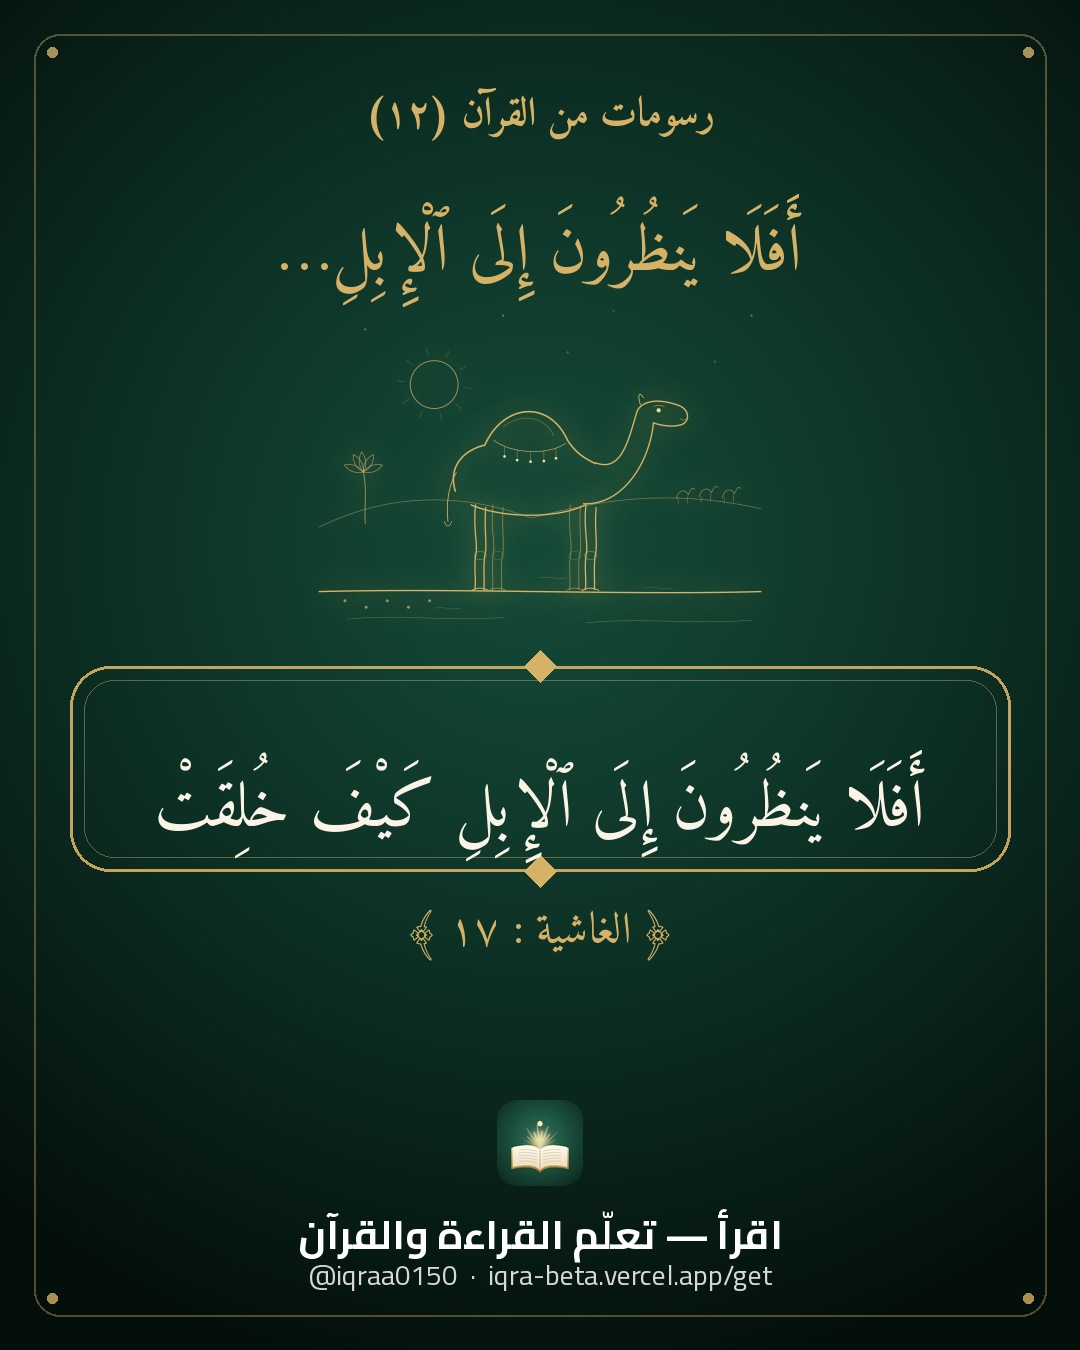 رسومات من القرآن (١٢)
أَفَلَا يَنظُرُونَ إِلَى ٱلْإِبِلِ...
أَفَلَا يَنظُرُونَ إِلَى ٱلْإِبِلِ كَيْفَ خُلِقَتْ
﴿ الغاشية : ١٧ ﴾
اقرأ — تعلّم القراءة والقرآن
@iqraa0150 · iqra-beta.vercel.app/get